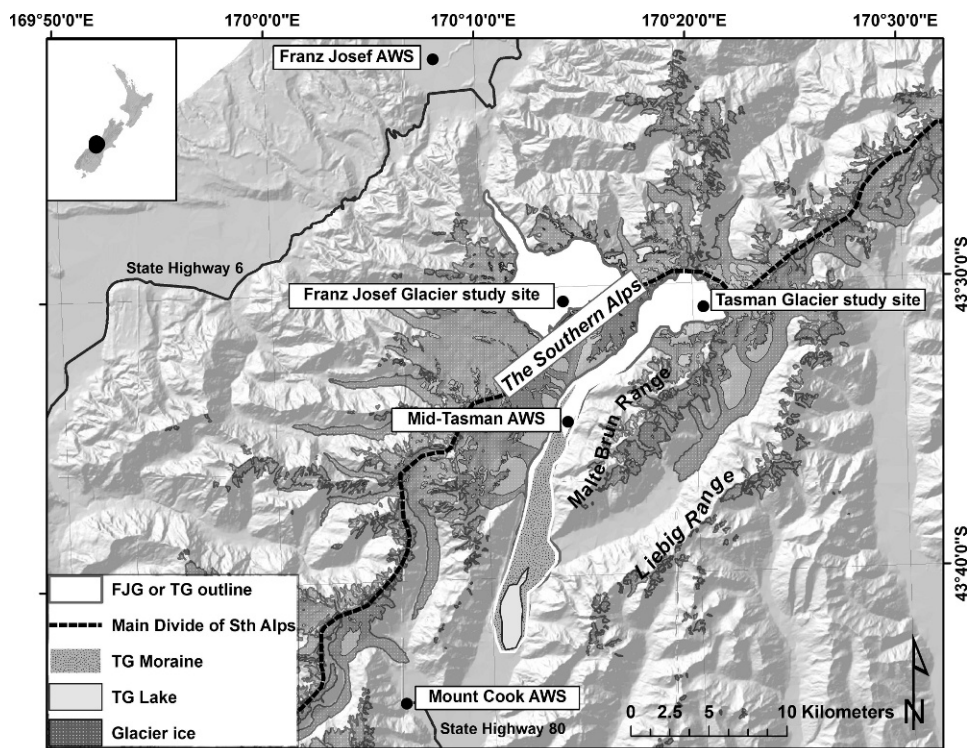 169°50'0"E
170°00"E
170°10'0"E
170°20'0"E
170°30'0"E
Franz Josef AWS
State Highway 6
43°30'0"S
Franz Josef Glacier study site
Tasman Glacier study site
The Southern Alps
Mid-Tasman AWS
Malte Brun Range
Liebig Range
43°40'0"S
FJG or TG outline
Main Divide of Sth Alps
TG Moraine
TG Lake
Glacier ice
Mount Cook AWS
State Highway 80
0 2.5 5 10 Kilometers
N